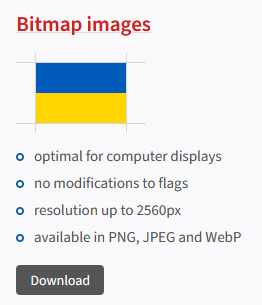 Bitmap images
optimal for computer displays
no modifications to flags
resolution up to 2560px
available in PNG, JPEG and WebP
Download